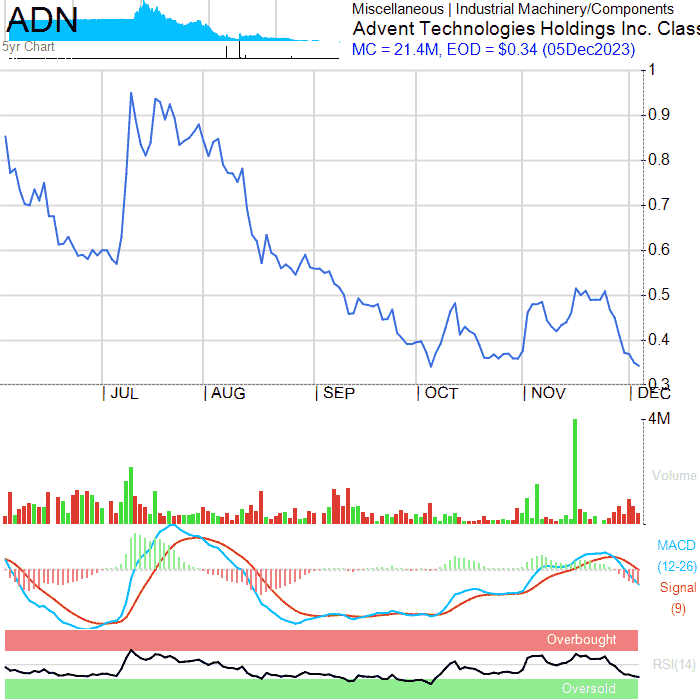 ADN
5yr Chart
Miscellaneous | Industrial Machinery/Components
Advent Technologies Holdings Inc. Class
MC = 21.4M, EOD = $0.34 (05Dec2023)
1
0.9
0.8
0.7
0.6
0.5
0.4
0.3
JUL AUG SEP OCT NOV DEC
4M
Volume
MACD
(12-26)
Signal
(9)
Overbought
RSI(14)
Oversold